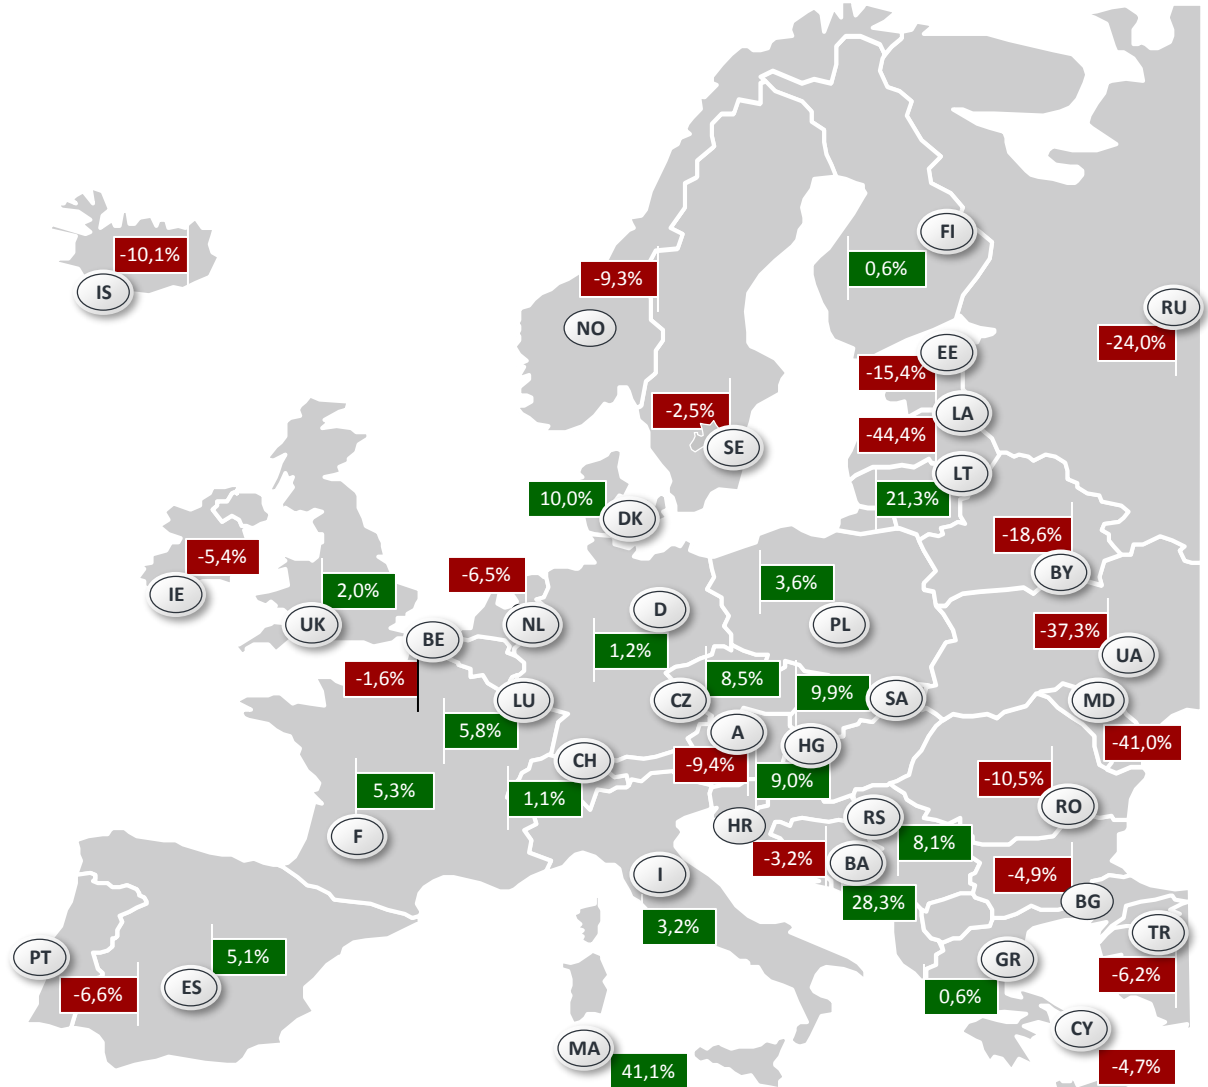 FI
-10,1%
0,6%
-9,3%
IS
RU
NO
-24,0%
EE
-15,4%
-2,5%
LA
-44,4%
SE
LT
10,0%
21,3%
DK
-18,6%
-5,4%
-6,5%
BY
3,6%
2,0%
IE
D
UK
NL
PL
-37,3%
BE
1,2%
UA
-1,6%
8,5%
9,9%
LU
CZ
SA
MD
5,8%
A
HG
-41,0%
CH
-9,4%
9,0%
-10,5%
5,3%
1,1%
RO
RS
HR
F
8,1%
-3,2%
BA
I
-4,9%
28,3%
BG
3,2%
TR
PT
5,1%
GR
-6,2%
ES
-6,6%
0,6%
CY
MA
-4,7%
41,1%